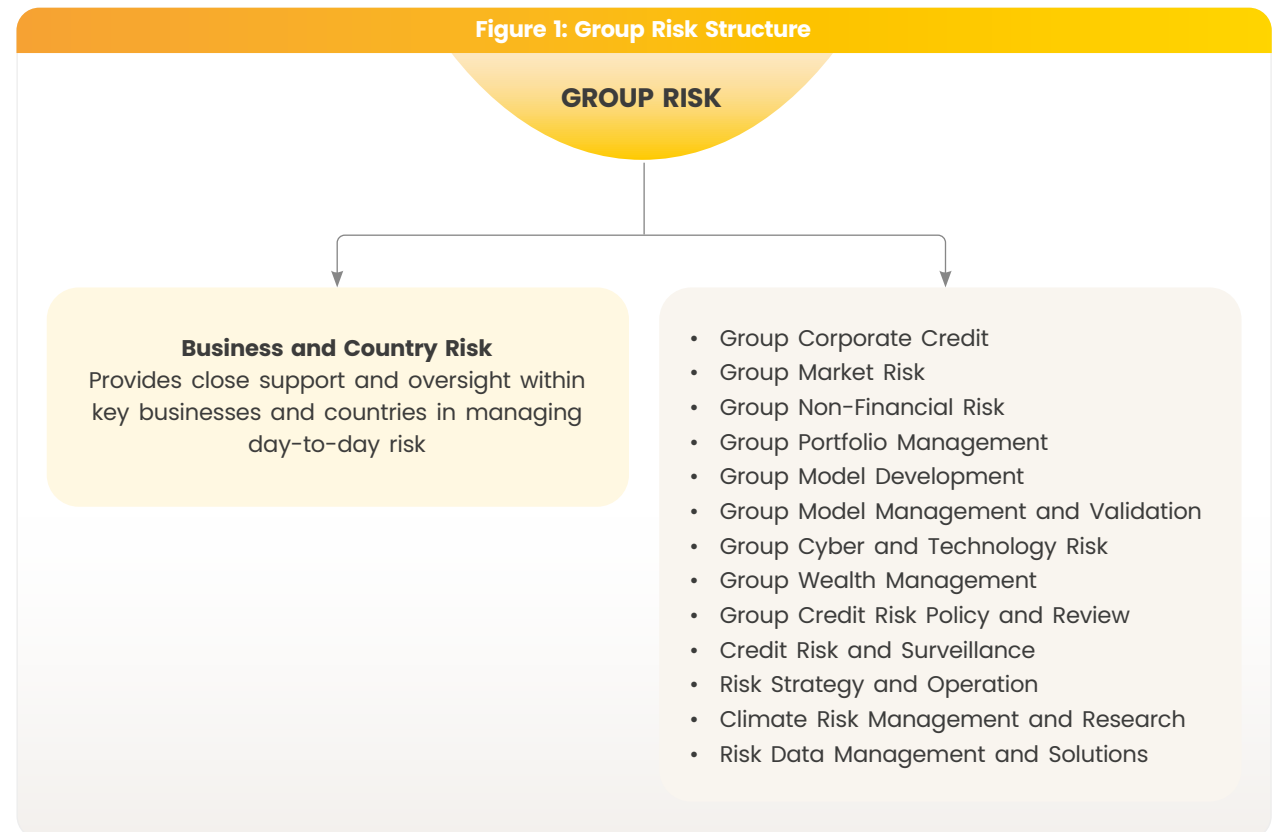 Figure 1: Group Risk Structure
GROUP RISK
Business and Country Risk
Provides close support and oversight within
key businesses and countries in managing
day-to-day risk
• Group Corporate Credit
• Group Market Risk
• Group Non-Financial Risk
• Group Portfolio Management
• Group Model Development
• Group Model Management and Validation
• Group Cyber and Technology Risk
• Group Wealth Management
• Group Credit Risk Policy and Review
• Credit Risk and Surveillance
• Risk Strategy and Operation
• Climate Risk Management and Research
• Risk Data Management and Solutions